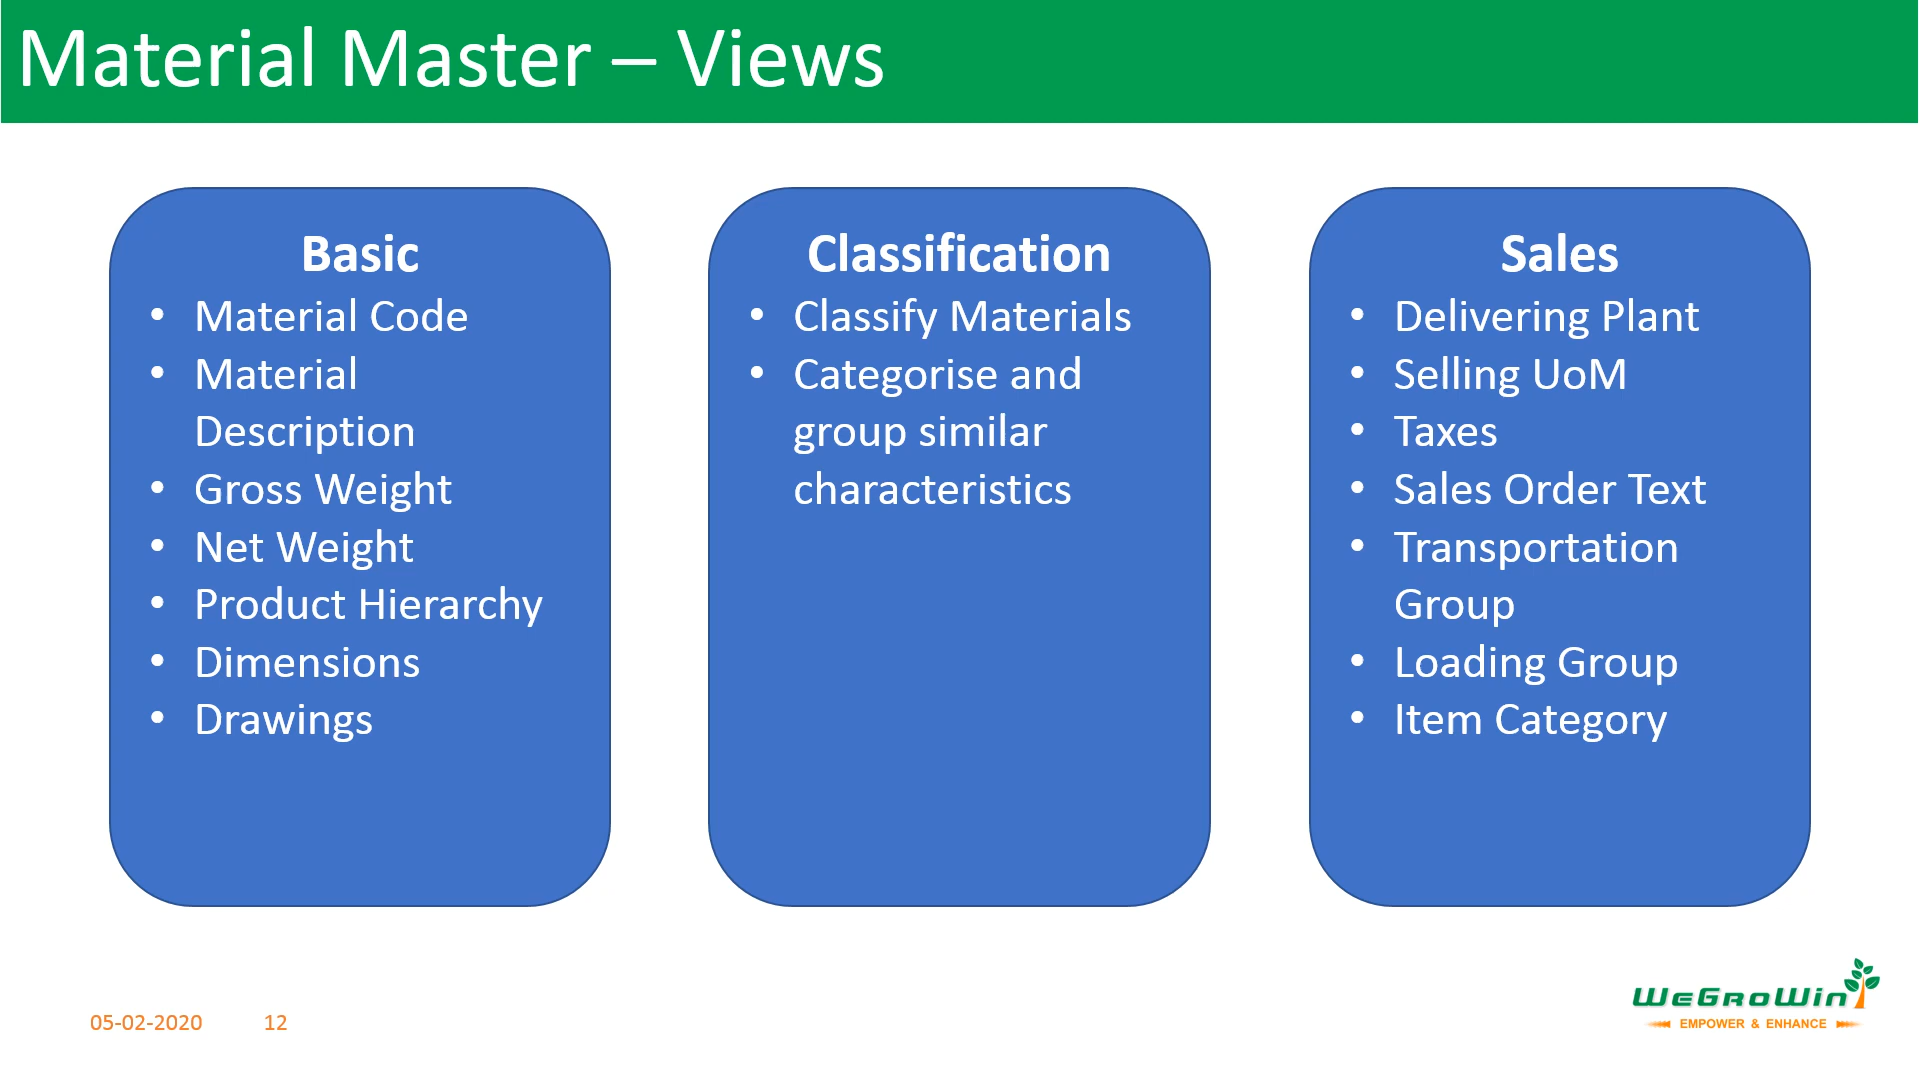 Material Master – Views
Basic
• Material Code
• Material
Description
• Gross Weight
• Net Weight
• Product Hierarchy
• Dimensions
• Drawings
Classification
• Classify Materials
• Categorise and
group similar
characteristics
Sales
• Delivering Plant
• Selling UoM
• Taxes
• Sales Order Text
• Transportation
Group
• Loading Group
• Item Category
05-02-2020 12
WeGroWin
EMPOWER & ENHANCE